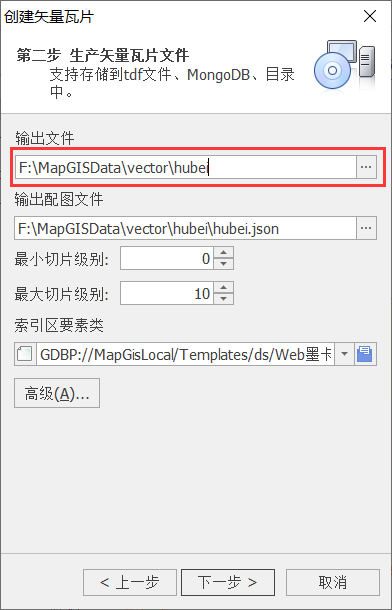 创建矢量瓦片
第二步 生产矢量瓦片文件
支持存储到tdf文件、MongoDB、目录
中。
输出文件
F:\MapGISData\vector\hubei
...
输出配图文件
F:\MapGISData\vector\hubei\hubei.json
...
最小切片级别: 0
最大切片级别: 10
索引区要素类
GDBP://MapGisLocal/Templates/ds/Web墨卡
高级(A)...
< 上一步
下一步 >
取消